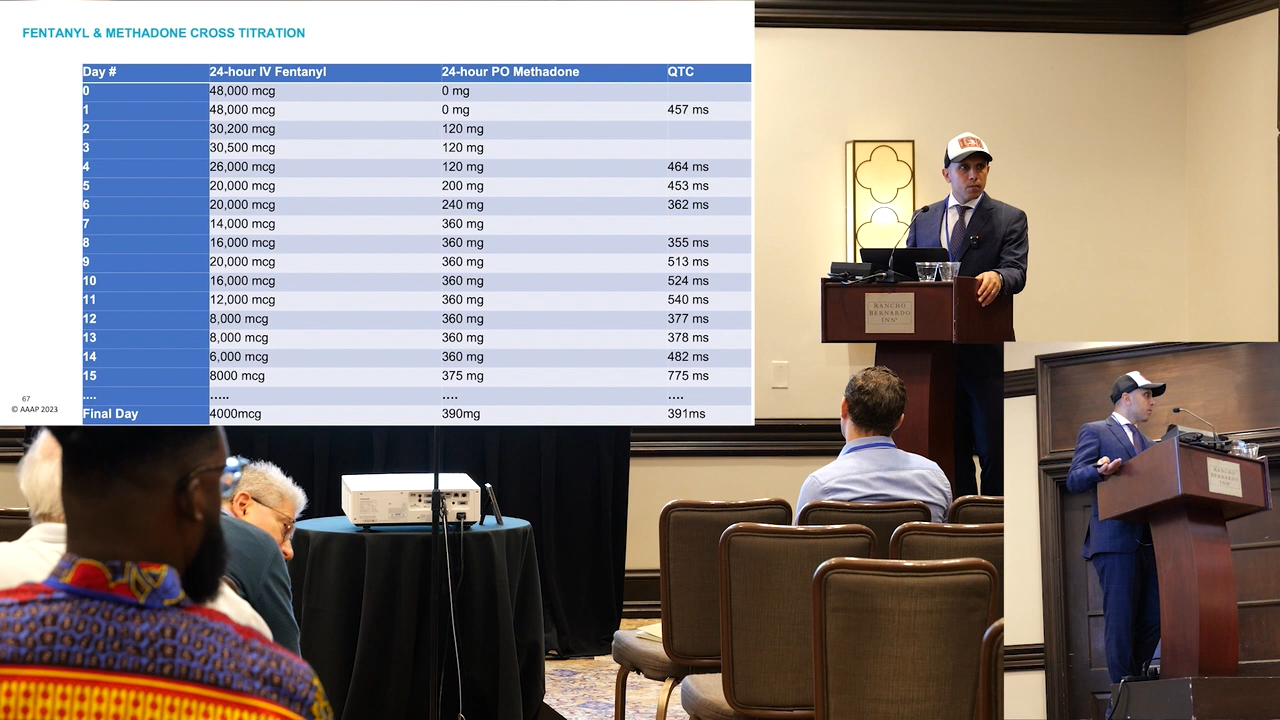 FENTANYL & METHADONE CROSS TITRATION
Day # 24-hour IV Fentanyl 24-hour PO Methadone QTC
0 48,000 mcg 0 mg
1 48,000 mcg 0 mg 457 ms
2 30,200 mcg 120 mg
3 30,500 mcg 120 mg
4 26,000 mcg 120 mg 464 ms
5 20,000 mcg 200 mg 453 ms
6 20,000 mcg 240 mg 362 ms
7 14,000 mcg 360 mg
8 16,000 mcg 360 mg 355 ms
9 20,000 mcg 360 mg 513 ms
10 16,000 mcg 360 mg 524 ms
11 12,000 mcg 360 mg 540 ms
12 8,000 mcg 360 mg 377 ms
13 8,000 mcg 360 mg 378 ms
14 6,000 mcg 360 mg 482 ms
15 8000 mcg 375 mg 775 ms
.... ..... .... ....
Final Day 4000mcg 390mg 391ms
67
© AAAP 2023
RANCHO
BERNARDO
INN